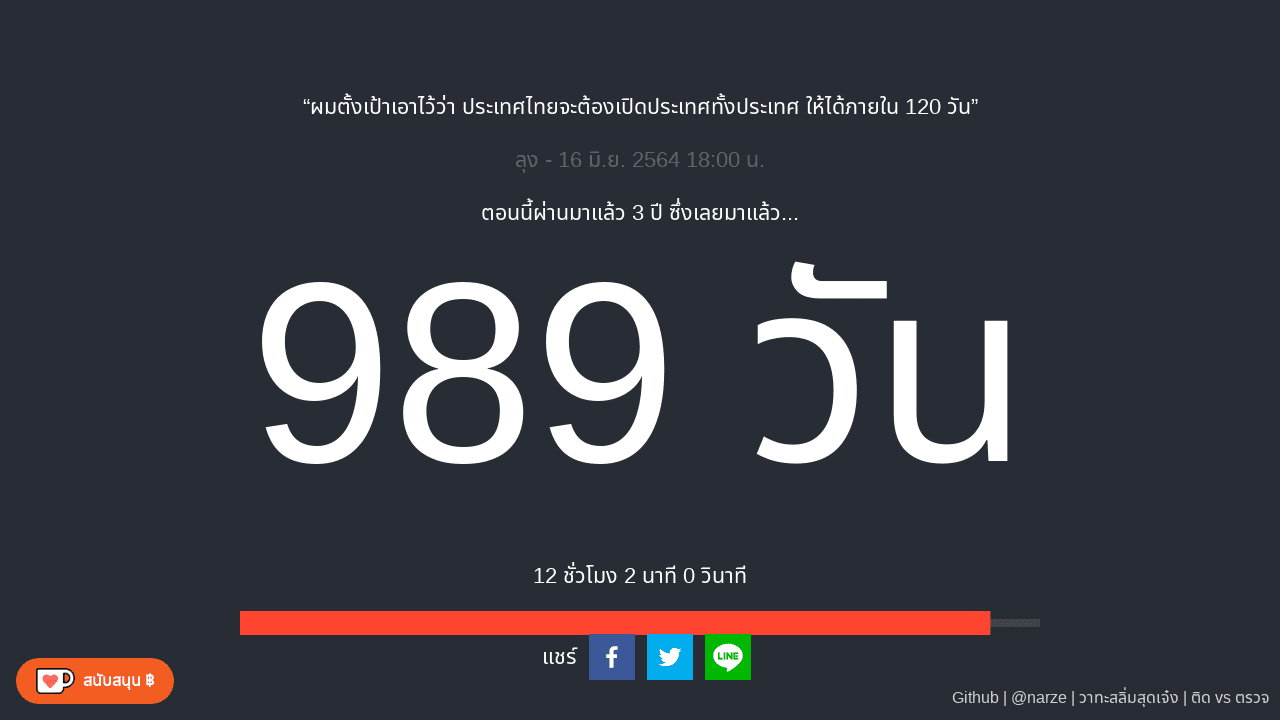 “ผมตั้งเป้าเอาไว้ว่า ประเทศไทยจะต้องเปิดประเทศทั้งประเทศ ให้ได้ภายใน 120 วัน”
ลุง - 16 มิ.ย. 2564 18:00 น.
ตอนนี้ผ่านมาแล้ว 3 ปี ซึ่งเลยมาแล้ว...
989 วัน
12 ชั่วโมง 2 นาที 0 วินาที
แชร์
LINE
สนับสนุน ฿
Github | @narze | วาทะสลิ่มสุดเจ๋ง | ติด vs ตรวจ